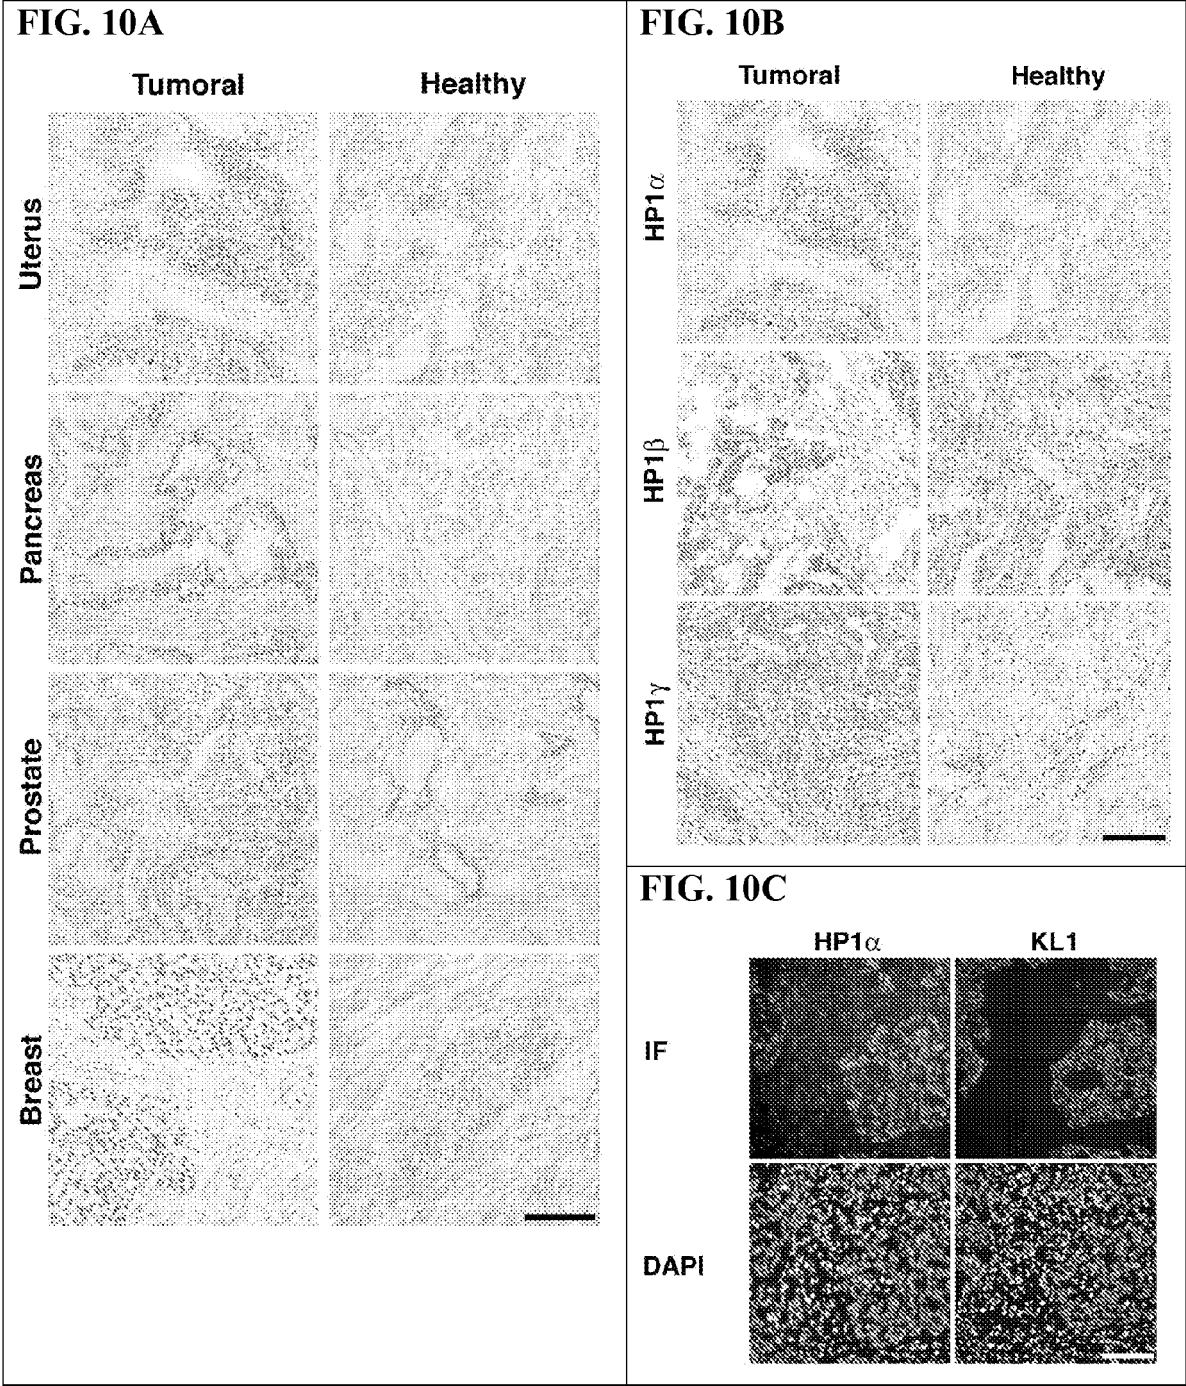 FIG. 10A
Tumoral Healthy
Uterus
Pancreas
Prostate
Breast
FIG. 10B
Tumoral Healthy
HP1α
HP1β
HP1γ
FIG. 10C
HP1α KL1
IF
DAPI